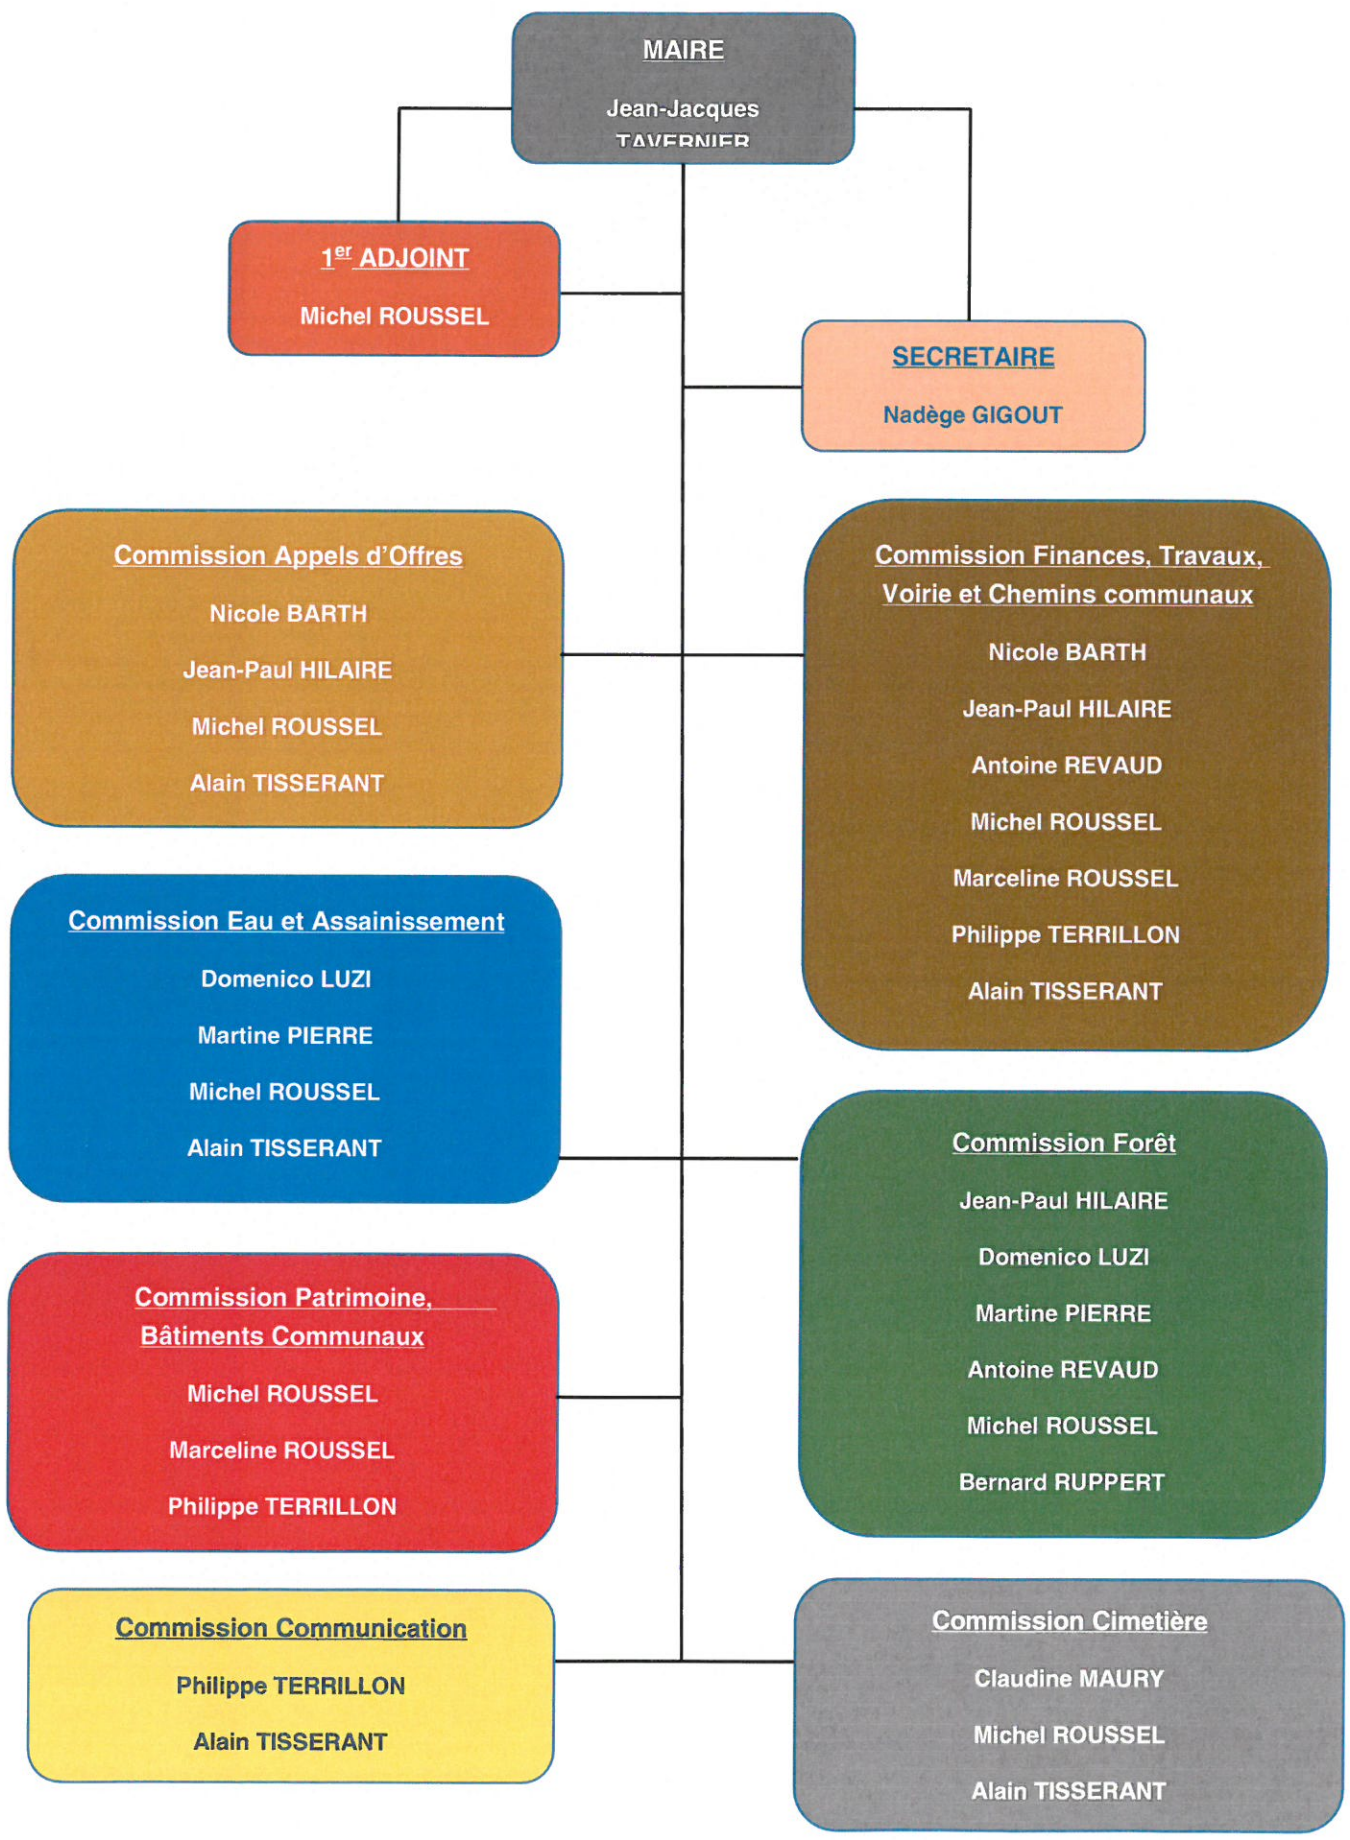 MAIRE
Jean-Jacques
TAVERNIER
1er ADJOINT
Michel ROUSSEL
SECRETAIRE
Nadège GIGOUT
Commission Appels d'Offres
Nicole BARTH
Jean-Paul HILAIRE
Michel ROUSSEL
Alain TISSERANT
Commission Finances, Travaux,
Voirie et Chemins communaux
Nicole BARTH
Jean-Paul HILAIRE
Antoine REVAUD
Michel ROUSSEL
Marceline ROUSSEL
Philippe TERRILLON
Alain TISSERANT
Commission Eau et Assainissement
Domenico LUZI
Martine PIERRE
Michel ROUSSEL
Alain TISSERANT
Commission Forêt
Jean-Paul HILAIRE
Domenico LUZI
Martine PIERRE
Antoine REVAUD
Michel ROUSSEL
Bernard RUPPERT
Commission Patrimoine,
Bâtiments Communaux
Michel ROUSSEL
Marceline ROUSSEL
Philippe TERRILLON
Commission Communication
Philippe TERRILLON
Alain TISSERANT
Commission Cimetière
Claudine MAURY
Michel ROUSSEL
Alain TISSERANT